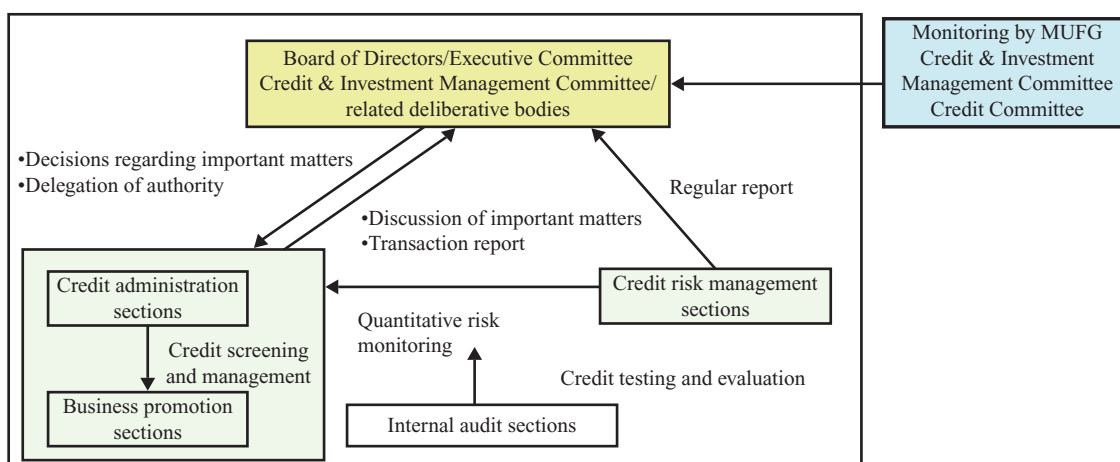 Board of Directors/Executive Committee
Credit & Investment Management Committee/
related deliberative bodies
Monitoring by MUFG
Credit & Investment
Management Committee
Credit Committee
•Decisions regarding important matters
•Delegation of authority
Regular report
•Discussion of important matters
•Transaction report
Credit administration
sections
Credit risk management
sections
Quantitative risk
monitoring
Credit screening
and management
Credit testing and evaluation
Business promotion
sections
Internal audit sections